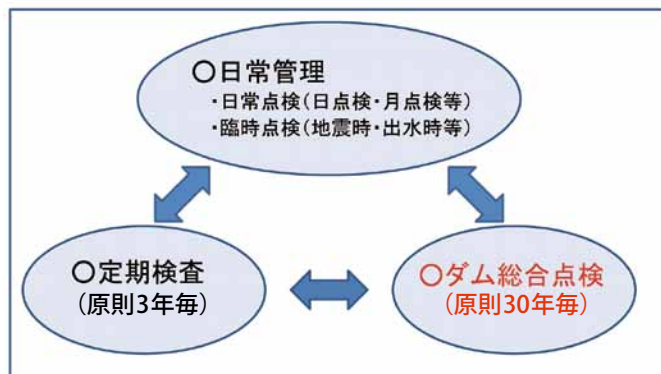 ○日常管理
・日常点検(日点検・月点検等)
・臨時点検(地震時・出水時等)
○定期検査
(原則3年毎)
○ダム総合点検
(原則30年毎)